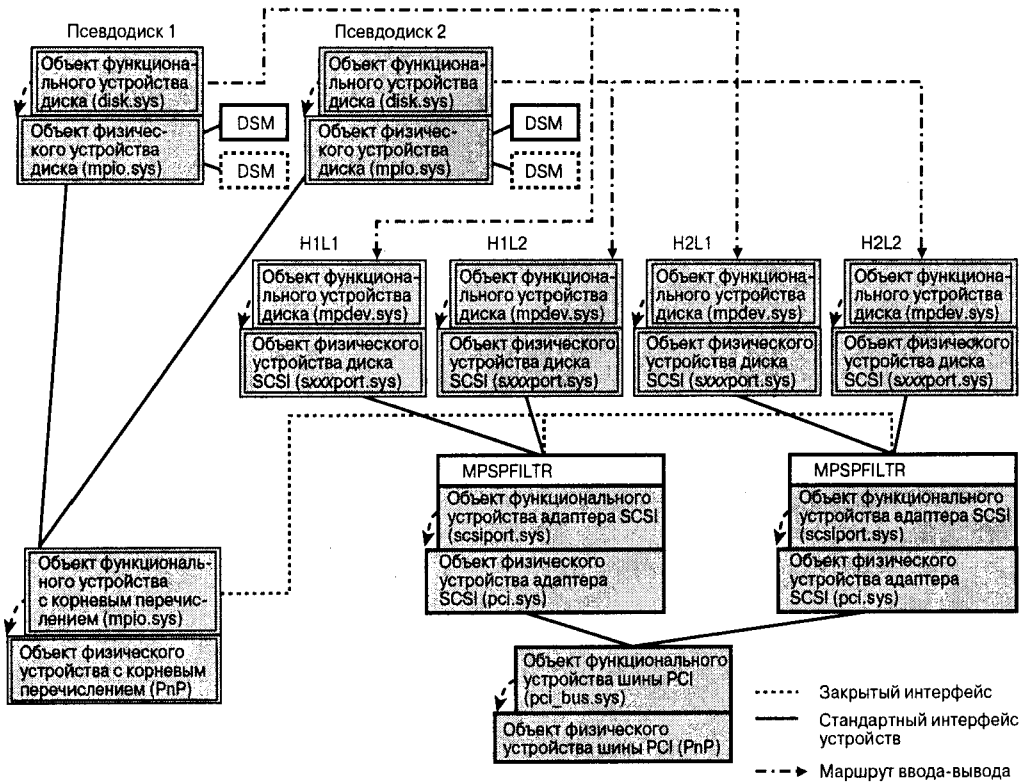 Псевдодиск 1
Объект функциона-
льного устройства
диска (disk.sys)
Объект физичес-
кого устройства
диска (mpio.sys)
DSM
DSM
Псевдодиск 2
Объект функциона-
льного устройства
диска (disk.sys)
Объект физичес-
кого устройства
диска (mpio.sys)
DSM
DSM
H1L1
Объект функциона-
льного устройства
диска (mpdev.sys)
Объект физического
устройства диска
SCSI (sxxxport.sys)
H1L2
Объект функциона-
льного устройства
диска (mpdev.sys)
Объект физического
устройства диска
SCSI (sxxxport.sys)
H2L1
Объект функциона-
льного устройства
диска (mpdev.sys)
Объект физического
устройства диска
SCSI (sxxxport.sys)
H2L2
Объект функциона-
льного устройства
диска (mpdev.sys)
Объект физического
устройства диска
SCSI (sxxxport.sys)
MPSPFILTR
Объект функционального
устройства адаптера SCSI
(scsiport.sys)
Объект физического
устройства адаптера
SCSI (pci.sys)
MPSPFILTR
Объект функционального
устройства адаптера SCSI
(scsiport.sys)
Объект физического
устройства адаптера
SCSI (pci.sys)
Объект функциональ-
ного устройства
с корневым перечис-
лением (mpio.sys)
Объект физического
устройства с корневым
перечислением (PnP)
Объект функционального
устройства шины PCI
(pci_bus.sys)
Объект физического
устройства шины PCI (PnP)
Закрытый интерфейс
Стандартный интерфейс
устройств
Маршрут ввода-вывода